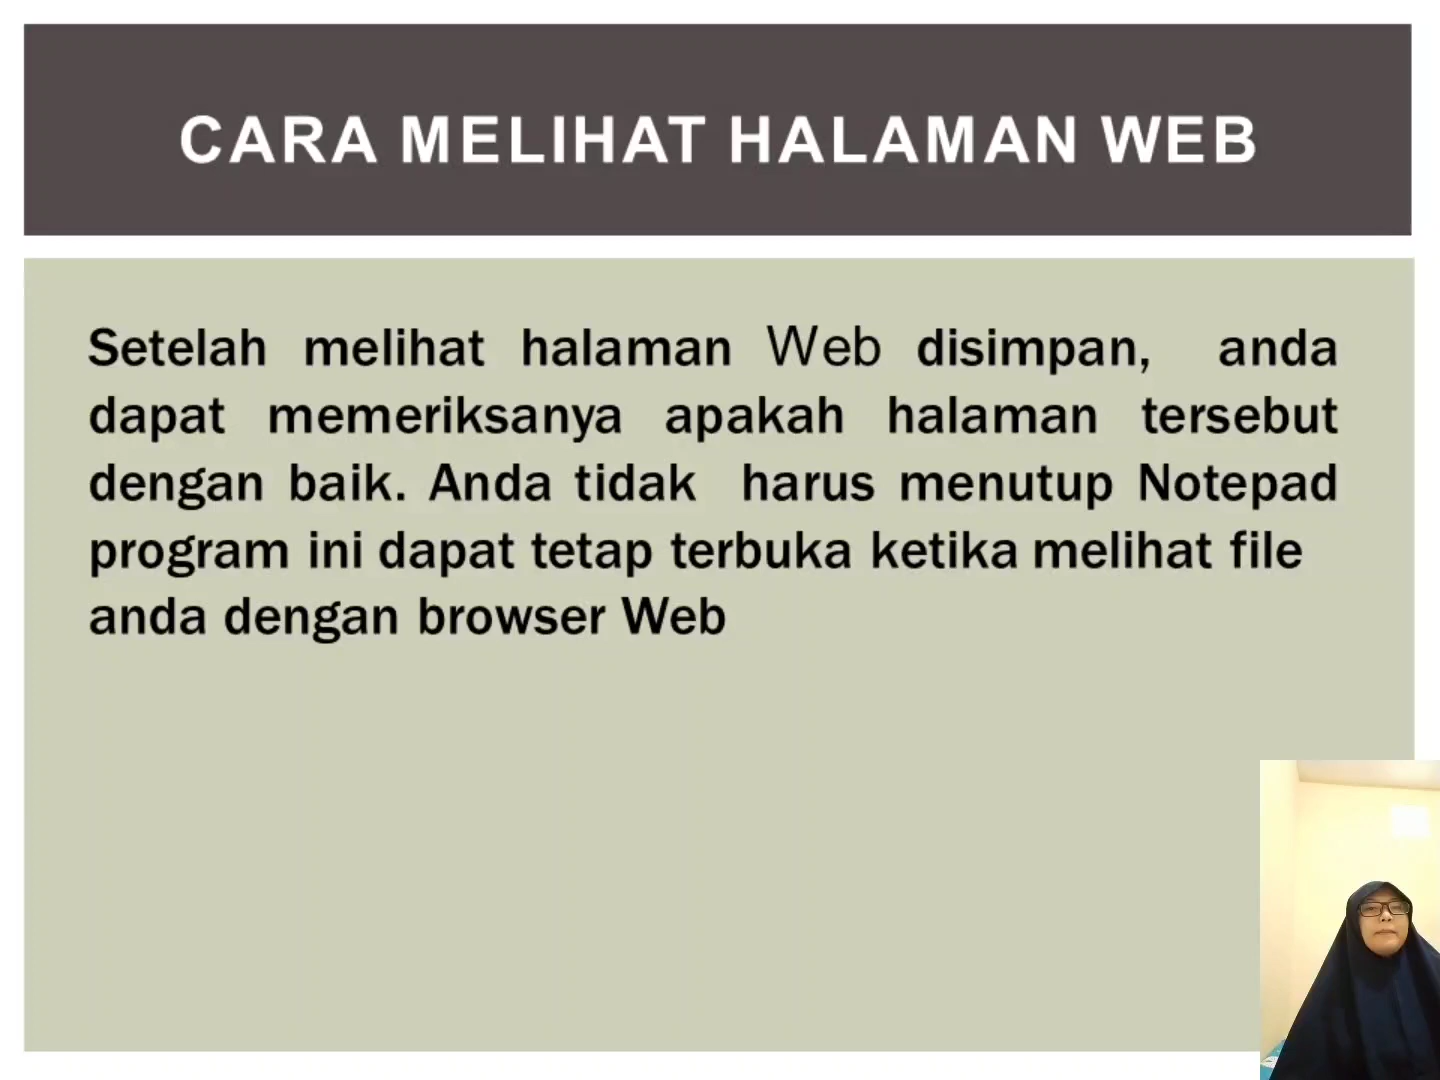 CARA MELIHAT HALAMAN WEB
Setelah melihat halaman Web disimpan, anda
dapat memeriksanya apakah halaman tersebut
dengan baik. Anda tidak harus menutup Notepad
program ini dapat tetap terbuka ketika melihat file
anda dengan browser Web